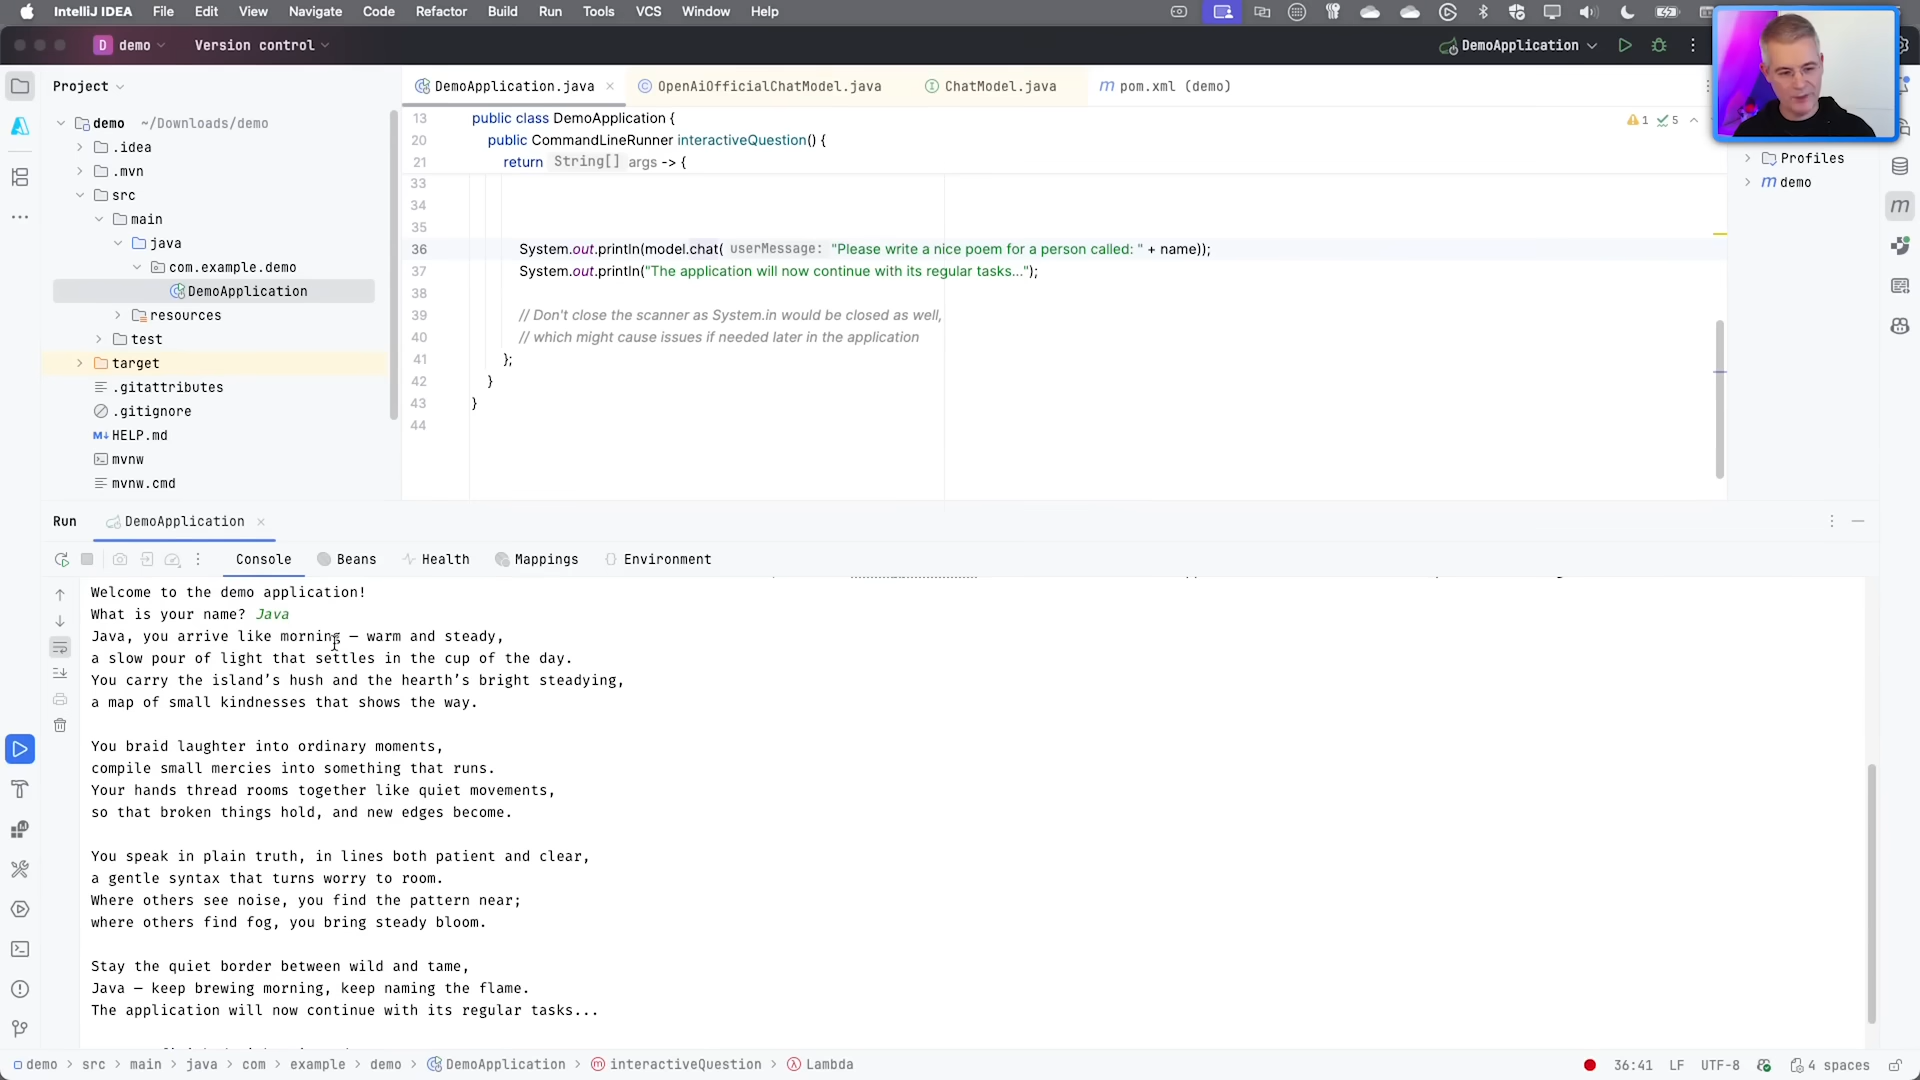 IntelliJ IDEA File Edit View Navigate Code Refactor Build Run Tools VCS Window Help
D demo Version control DemoApplication
Project
DemoApplication.java OpenAiOfficialChatModel.java ChatModel.java m pom.xml (demo)
demo ~/Downloads/demo
.idea
.mvn
src
main
java
com.example.demo
DemoApplication
resources
test
target
.gitattributes
.gitignore
M↓ HELP.md
mvnw
mvnw.cmd
13 public class DemoApplication {
20 public CommandLineRunner interactiveQuestion() {
21 return String[] args -> {
33
34
35
36 System.out.println(model.chat( userMessage: "Please write a nice poem for a person called: " + name));
37 System.out.println("The application will now continue with its regular tasks...");
38
39 // Don't close the scanner as System.in would be closed as well,
40 // which might cause issues if needed later in the application
41 };
42 }
43 }
44
1 5
Profiles
m demo
m
Run DemoApplication
Console Beans Health Mappings Environment
Welcome to the demo application!
What is your name? Java
Java, you arrive like morning — warm and steady,
a slow pour of light that settles in the cup of the day.
You carry the island’s hush and the hearth’s bright steadying,
a map of small kindnesses that shows the way.
You braid laughter into ordinary moments,
compile small mercies into something that runs.
Your hands thread rooms together like quiet movements,
so that broken things hold, and new edges become.
You speak in plain truth, in lines both patient and clear,
a gentle syntax that turns worry to room.
Where others see noise, you find the pattern near;
where others find fog, you bring steady bloom.
Stay the quiet border between wild and tame,
Java — keep brewing morning, keep naming the flame.
The application will now continue with its regular tasks...
demo > src > main > java > com > example > demo > DemoApplication > m interactiveQuestion > λ Lambda
36:41 LF UTF-8 4 spaces